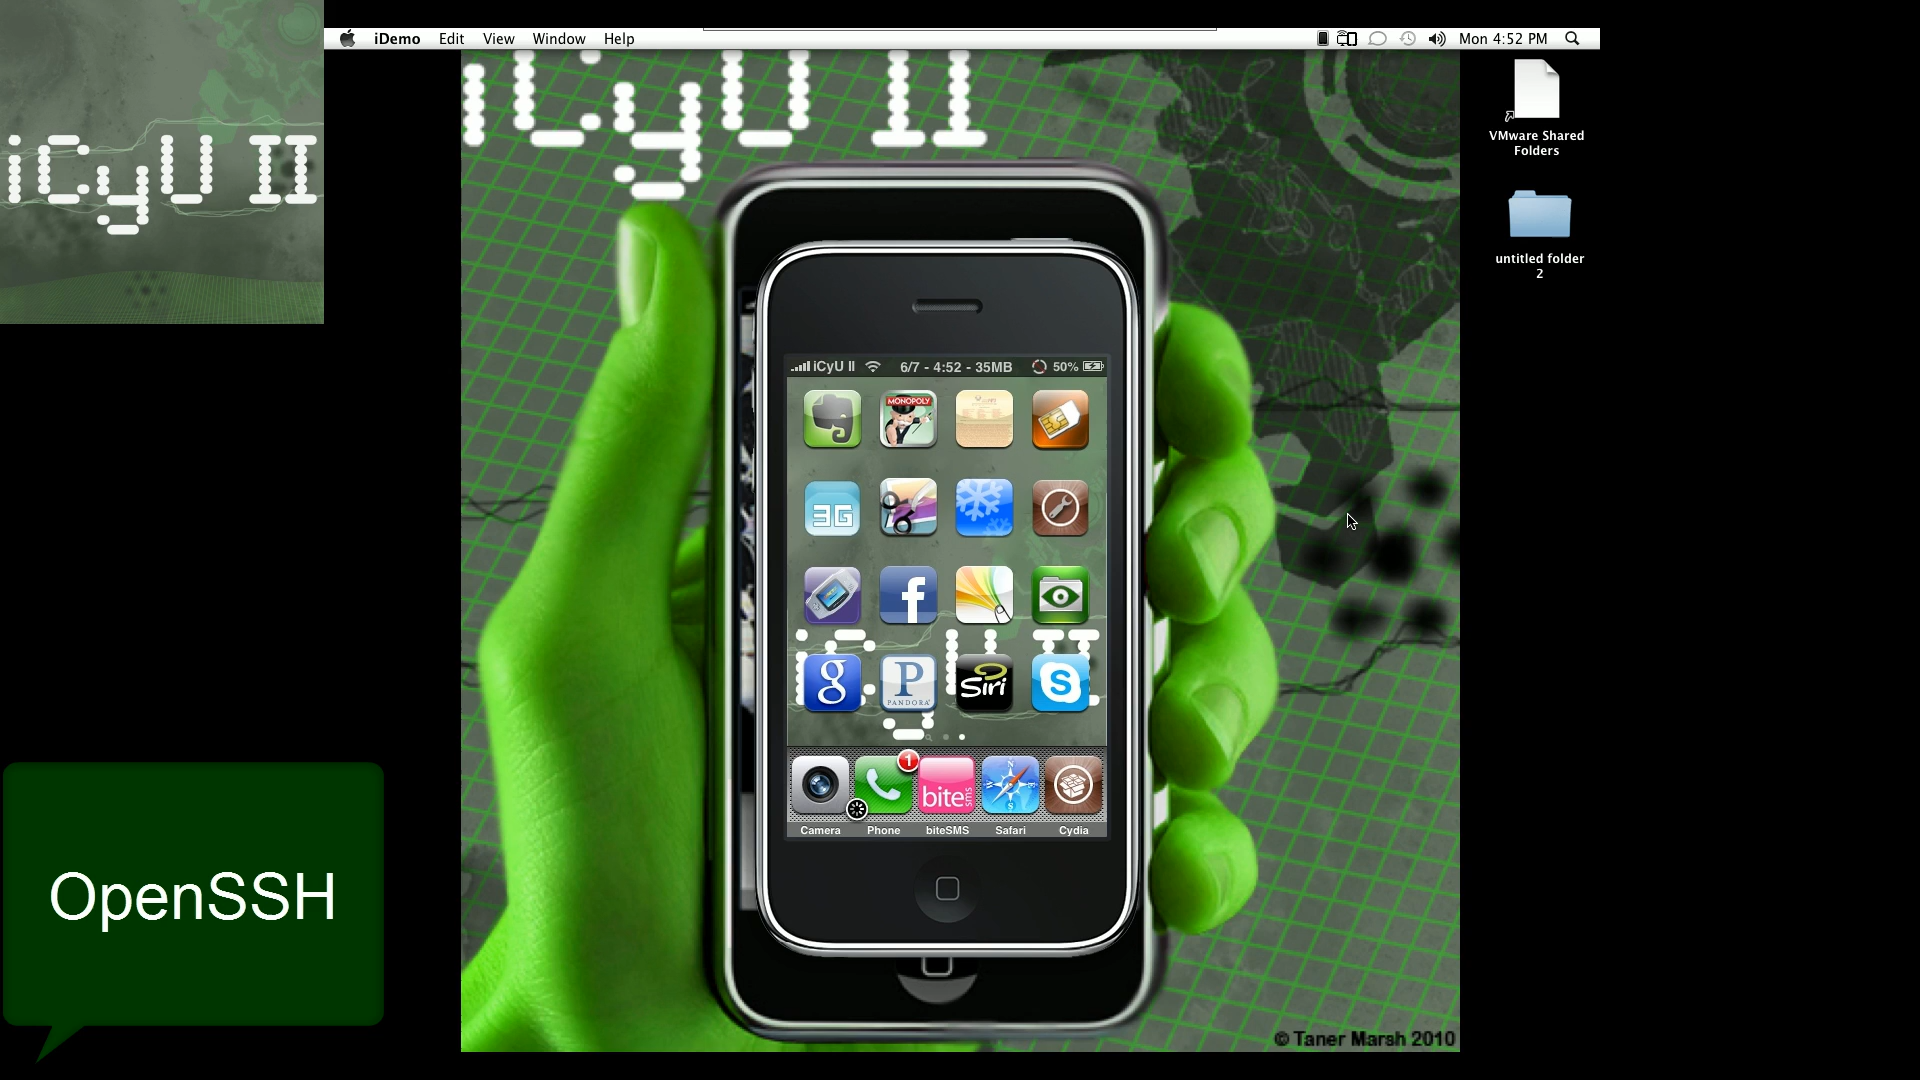 iCyU II
iDemo Edit View Window Help
Mon 4:52 PM
iCyU II
VMware Shared
Folders
untitled folder
2
iCyU II 6/7 - 4:52 - 35MB 50%
MONOPOLY
3G
f
g P Siri S
PANDORA
1
bite sms
Camera Phone biteSMS Safari Cydia
OpenSSH
© Taner Marsh 2010